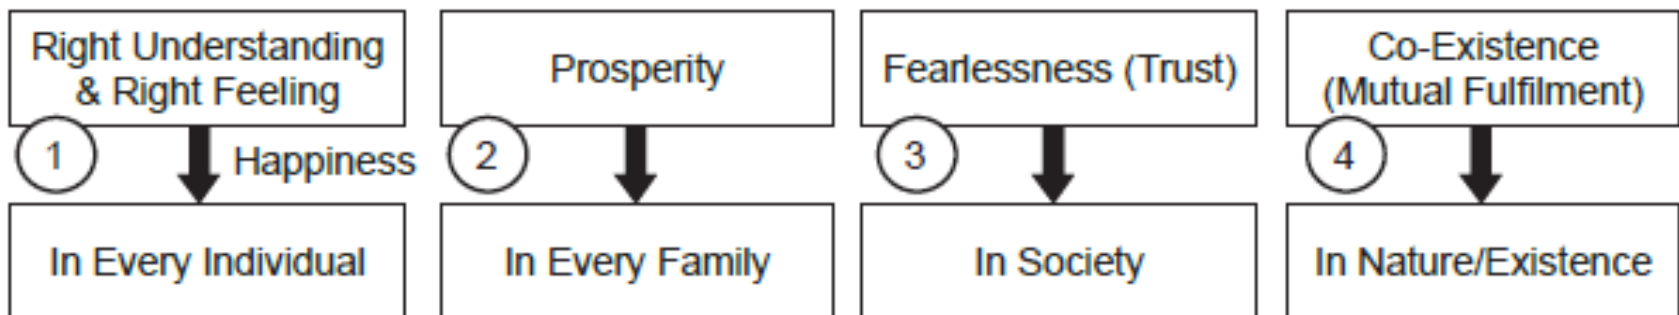 Right Understanding
& Right Feeling
Prosperity
Fearlessness (Trust)
Co-Existence
(Mutual Fulfilment)
1
Happiness
2
3
4
In Every Individual
In Every Family
In Society
In Nature/Existence